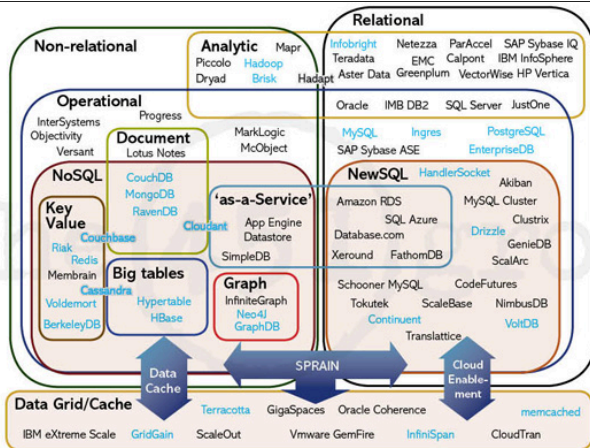 Relational
Non-relational
Analytic
Mapr
Piccolo
Hadoop
Dryad
Brisk
Hadapt
Infobright
Netezza
ParAccel
SAP Sybase IQ
Teradata
EMC
Calpont
IBM InfoSphere
Aster Data
Greenplum
VectorWise
HP Vertica
Operational
Oracle
IMB DB2
SQL Server
JustOne
InterSystems
Progress
Objectivity
Versant
Document
Lotus Notes
MarkLogic
McObject
MySQL
Ingres
PostgreSQL
SAP Sybase ASE
EnterpriseDB
NoSQL
CouchDB
MongoDB
RavenDB
'as-a-Service'
NewSQL
HandlerSocket
Akiban
Amazon RDS
MySQL Cluster
SQL Azure
Clustrix
Database.com
Drizzle
GenieDB
Xeround
FathomDB
ScalArc
Key
Value
Couchbase
Cloudant
App Engine
Datastore
SimpleDB
Riak
Redis
Membrain
Cassandra
Voldemort
BerkeleyDB
Big tables
Hypertable
HBase
Graph
InfiniteGraph
Neo4J
GraphDB
Schooner MySQL
CodeFutures
Tokutek
ScaleBase
NimbusDB
Continuent
VoltDB
Translattice
Data
Cache
SPRAIN
Cloud
Enable-
ment
Data Grid/Cache
Terracotta
GigaSpaces
Oracle Coherence
memcached
IBM eXtreme Scale
GridGain
ScaleOut
Vmware GemFire
InfiniSpan
CloudTran